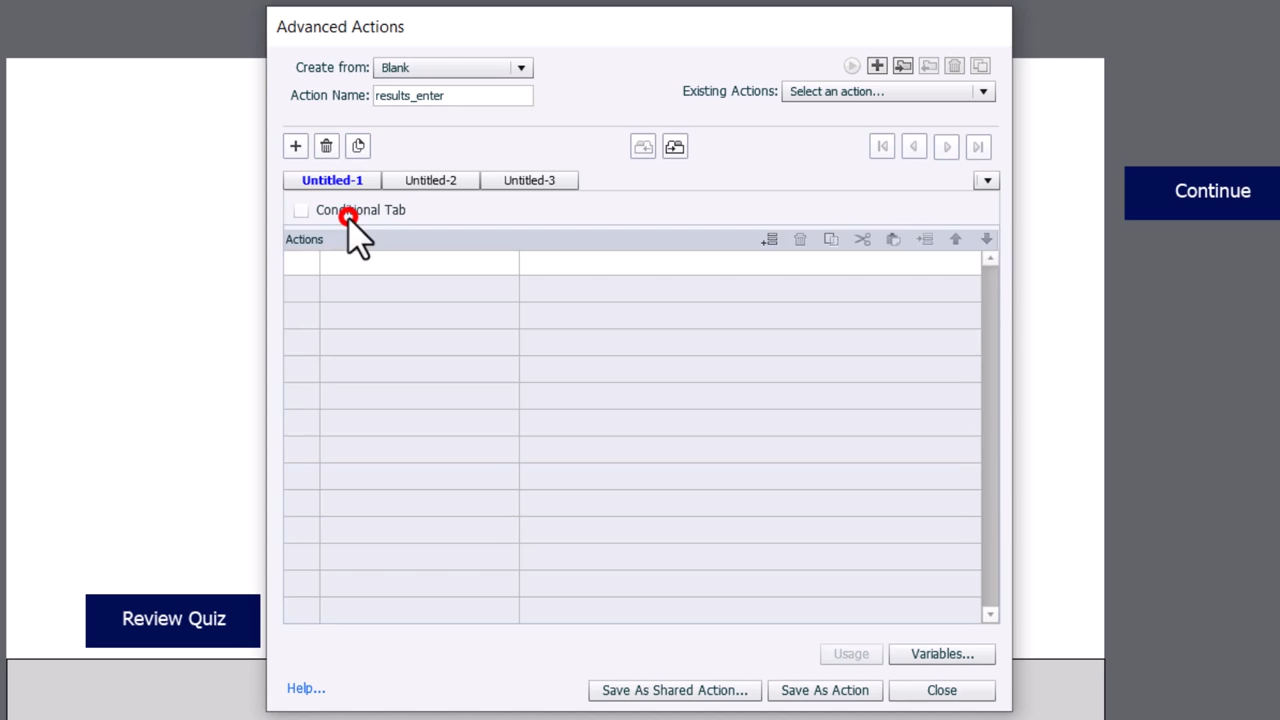 Advanced Actions
Create from: Blank
Action Name: results_enter
Existing Actions: Select an action...
Untitled-1 Untitled-2 Untitled-3
Conditional Tab
Actions
Continue
Review Quiz
Usage Variables...
Help... Save As Shared Action... Save As Action Close